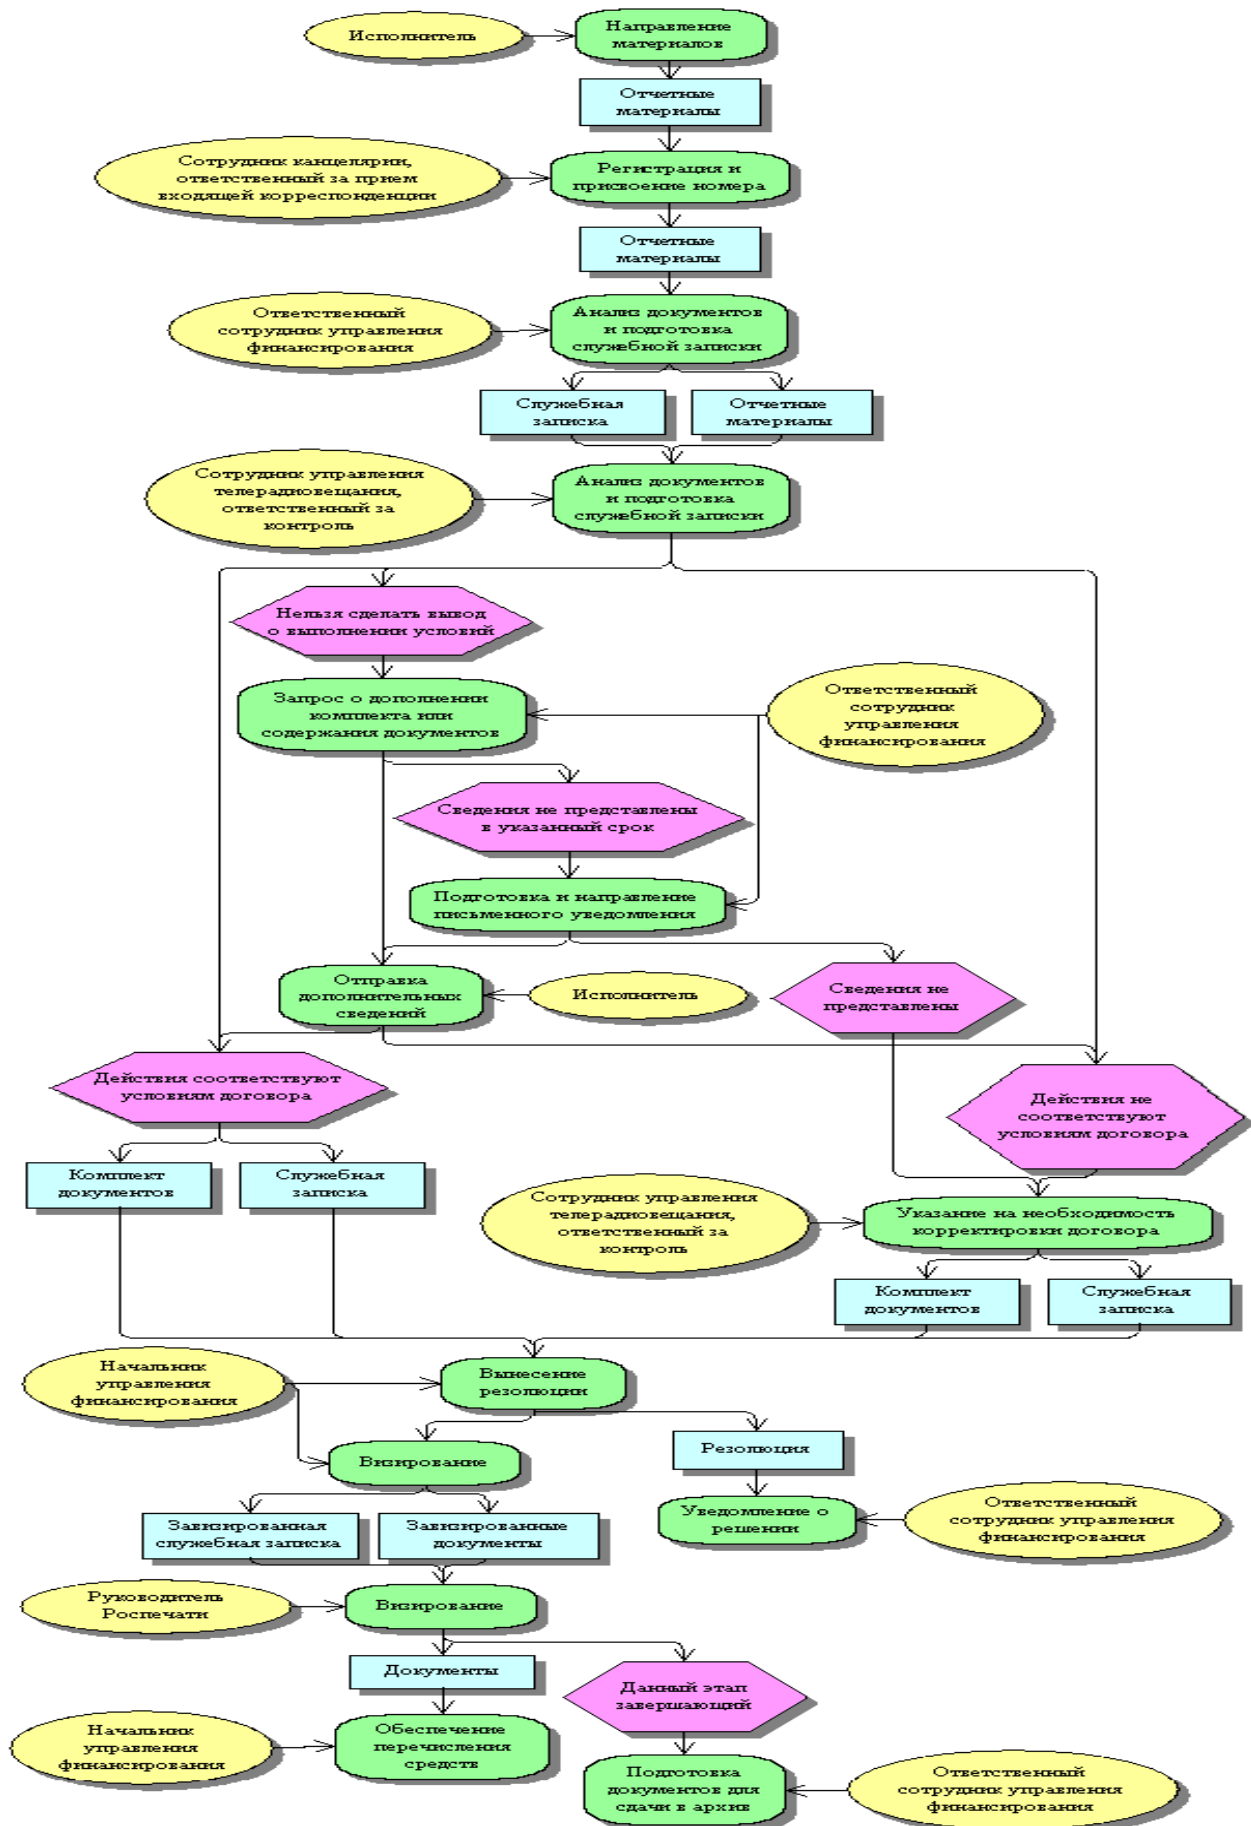 Исполнитель
Направление
материалов
Отчетные
материалы
Сотрудник канцелярии,
ответственный за прием
входящей корреспонденции
Регистрация и
присвоение номера
Отчетные
материалы
Ответственный
сотрудник управления
финансирования
Анализ документов
и подготовка
служебной записки
Служебная
записка
Отчетные
материалы
Сотрудник управления
телерадиовещания,
ответственный за
контроль
Анализ документов
и подготовка
служебной записки
Нельзя сделать вывод
о выполнении условий
Запрос о дополнении
комплекта или
содержания документов
Ответственный
сотрудник
управления
финансирования
Сведения не представлены
в указанный срок
Подготовка и направление
письменного уведомления
Отправка
дополнительных
сведений
Исполнитель
Сведения не
представлены
Действия соответствуют
условиям договора
Действия не
соответствуют
условиям договора
Комплект
документов
Служебная
записка
Сотрудник управления
телерадиовещания,
ответственный за
контроль
Указание на необходимость
корректировки договора
Комплект
документов
Служебная
записка
Начальник
управления
финансирования
Вынесение
резолюции
Визирование
Резолюция
Завизированная
служебная записка
Завизированные
документы
Уведомление о
решении
Ответственный
сотрудник управления
финансирования
Руководитель
Роспечати
Визирование
Документы
Данный этап
завершающий
Начальник
управления
финансирования
Обеспечение
перечисления
средств
Подготовка
документов для
сдачи в архив
Ответственный
сотрудник управления
финансирования